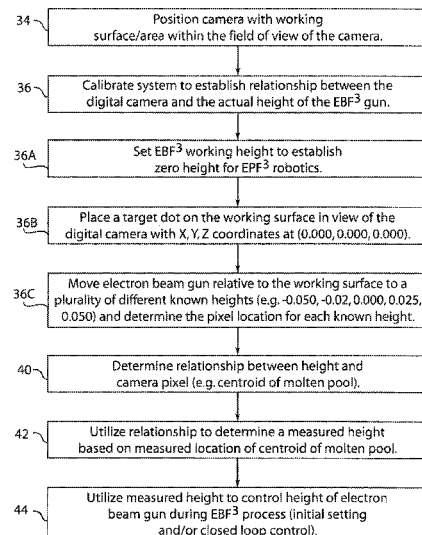 34
Position camera with working
surface/area within the field of view of the camera.
36
Calibrate system to establish relationship between the
digital camera and the actual height of the EBF³ gun.
36A
Set EBF³ working height to establish
zero height for EPF³ robotics.
36B
Place a target dot on the working surface in view of the
digital camera with X, Y, Z coordinates at (0.000, 0.000, 0.000).
36C
Move electron beam gun relative to the working surface to a
plurality of different known heights (e.g. -0.050, -0.02, 0.000, 0.025,
0.050) and determine the pixel location for each known height.
40
Determine relationship between height and
camera pixel (e.g. centroid of molten pool).
42
Utilize relationship to determine a measured height
based on measured location of centroid of molten pool.
44
Utilize measured height to control height of electron
beam gun during EBF³ process (initial setting
and/or closed loop control).